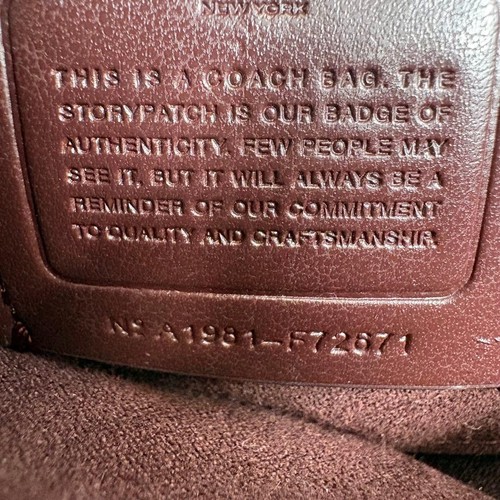 NEW YORK
THIS IS A COACH BAG. THE
STORYPATCH IS OUR BADGE OF
AUTHENTICITY. FEW PEOPLE MAY
SEE IT, BUT IT WILL ALWAYS BE A
REMINDER OF OUR COMMITMENT
TO QUALITY AND CRAFTSMANSHIP.
Nº A1981-F72671